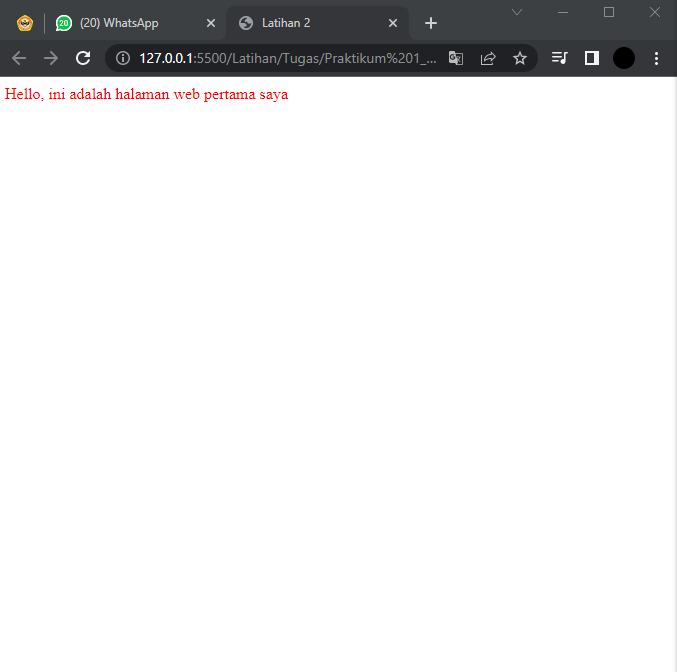 20 (20) WhatsApp Latihan 2
127.0.0.1:5500/Latihan/Tugas/Praktikum%201_...
Hello, ini adalah halaman web pertama saya